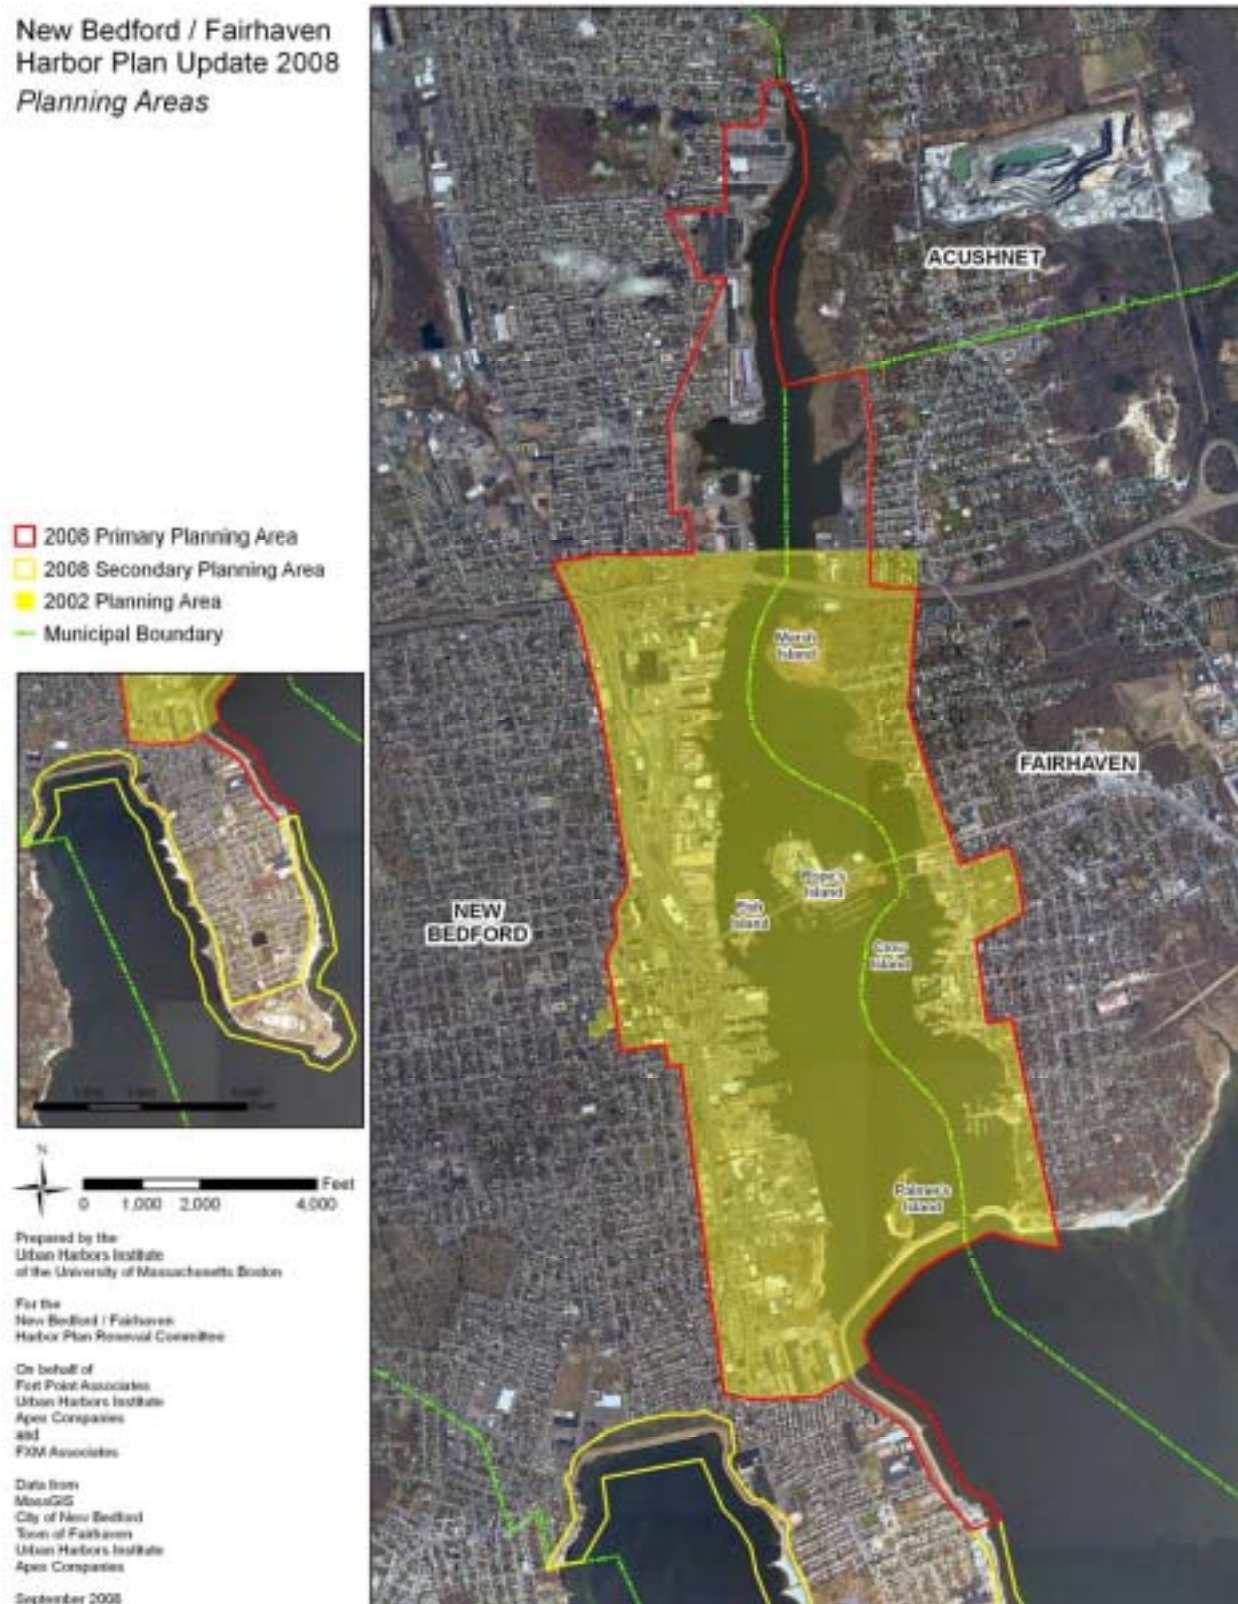 New Bedford / Fairhaven
Harbor Plan Update 2008
Planning Areas
2008 Primary Planning Area
2008 Secondary Planning Area
2002 Planning Area
Municipal Boundary
N
Feet
0 1,000 2,000 4,000
Prepared by the
Urban Harbors Institute
of the University of Massachusetts Boston
For the
New Bedford / Fairhaven
Harbor Plan Renewal Committee
On behalf of
Fort Point Associates
Urban Harbors Institute
Apex Companies
and
FXM Associates
Data from
MassGIS
City of New Bedford
Town of Fairhaven
Urban Harbors Institute
Apex Companies
September 2008
ACUSHNET
Marsh
Island
FAIRHAVEN
Pope's
Island
Fish
Island
NEW
BEDFORD
Crow
Island
Palmer's
Island